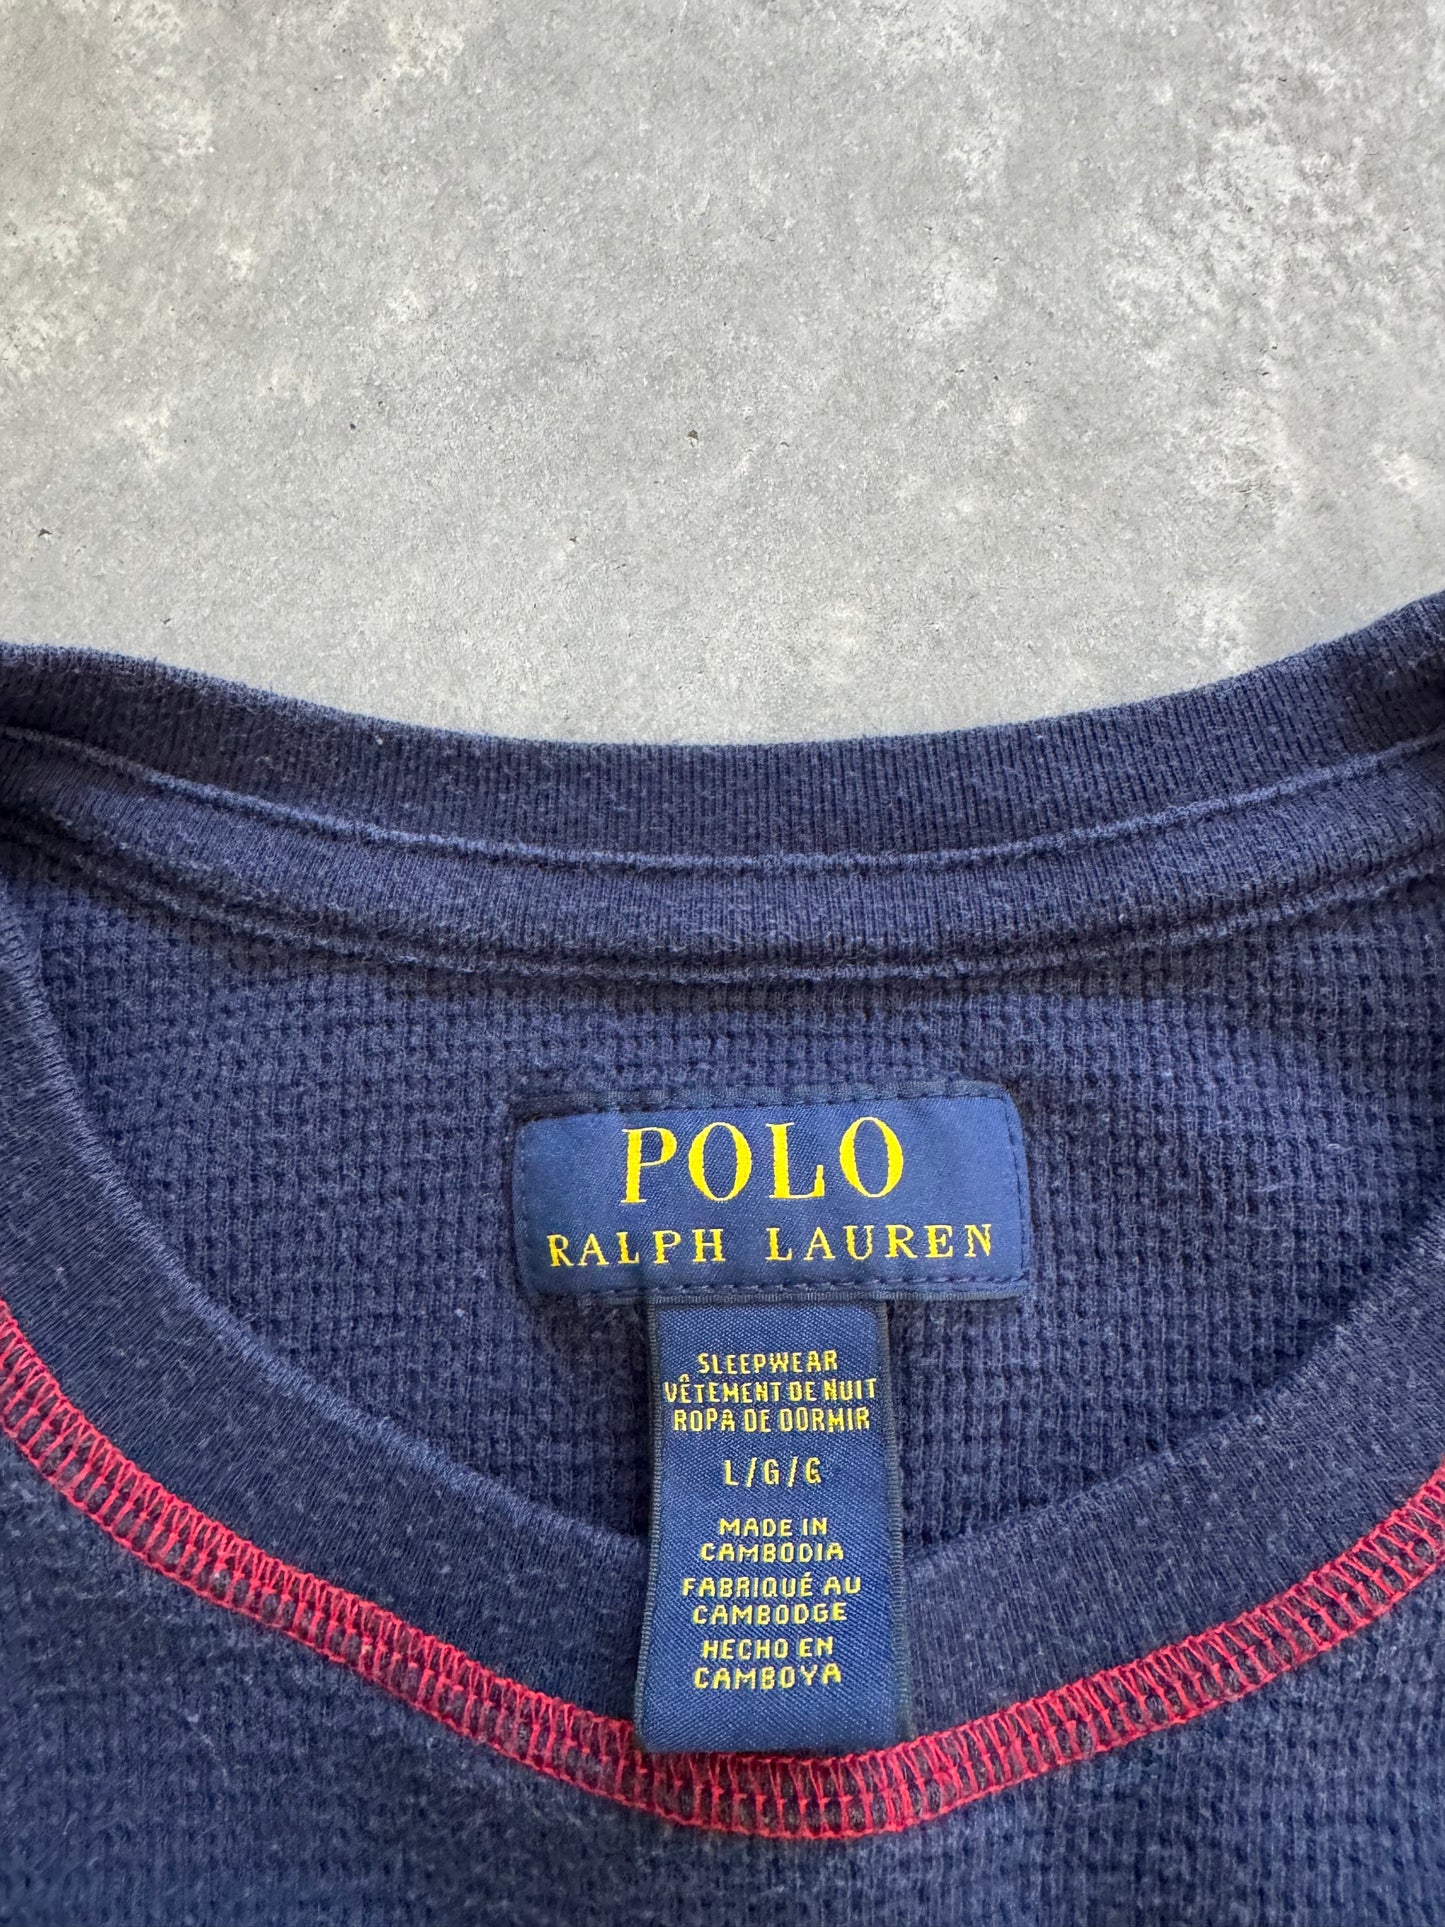 POLO
RALPH LAUREN
SLEEPWEAR
VÊTEMENT DE NUIT
ROPA DE DORMIR
L/G/G
MADE IN
CAMBODIA
FABRIQUÉ AU
CAMBODGE
HECHO EN
CAMBOYA